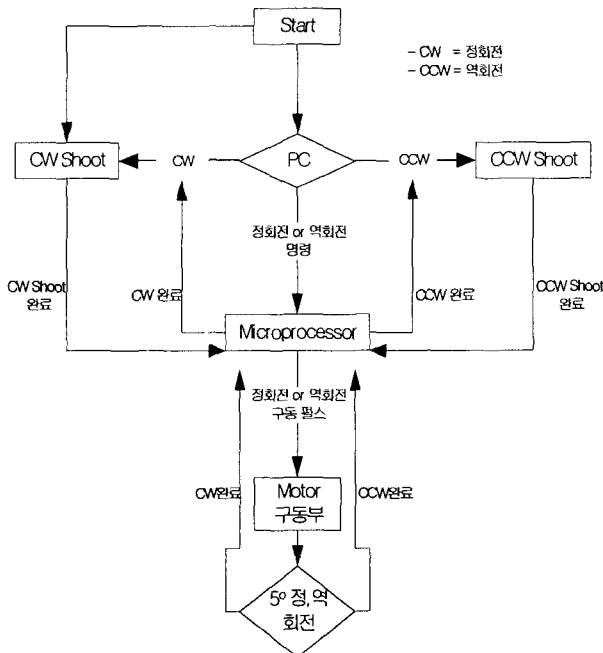 Start
- CW = 정회전
- CCW = 역회전
CW Shoot
CW
PC
CCW
CCW Shoot
정회전 or 역회전
명령
CW Shoot
완료
CW 완료
CCW 완료
CCW Shoot
완료
Microprocessor
정회전 or 역회전
구동 펄스
CW완료
Motor
구동부
CCW완료
5º 정,역
회전